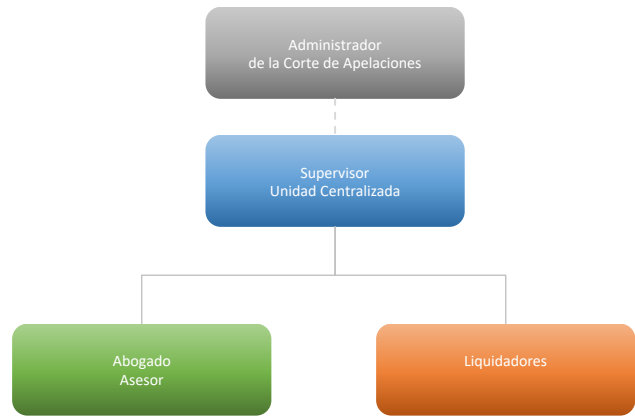 Administrador
de la Corte de Apelaciones
Supervisor
Unidad Centralizada
Abogado
Asesor
Liquidadores